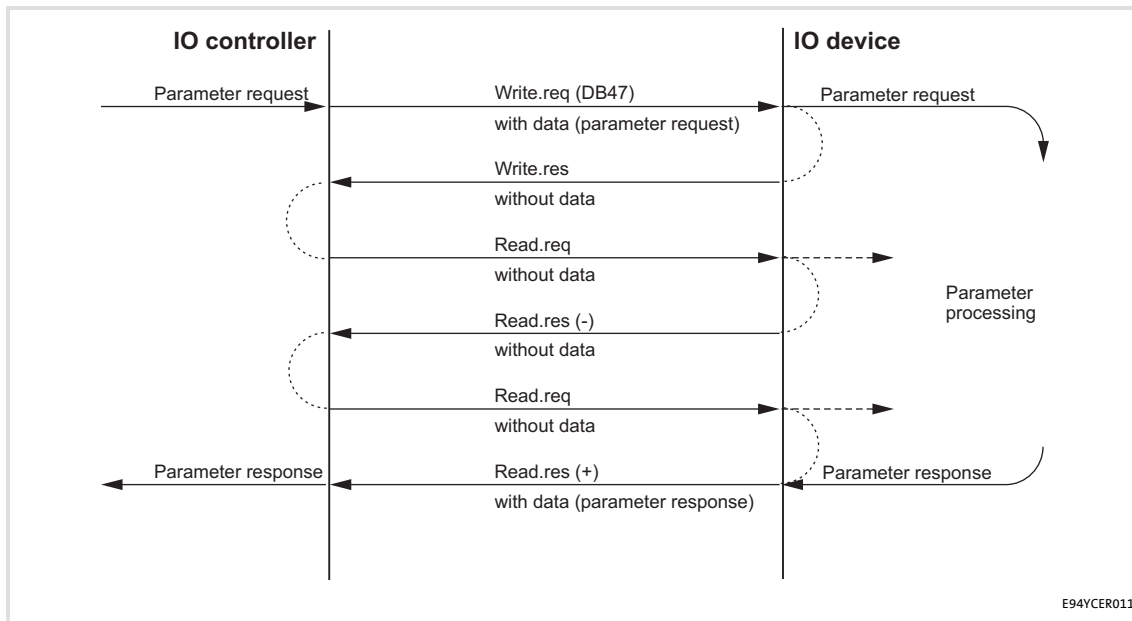 IO controller
IO device
Parameter request
Write.req (DB47)
Parameter request
with data (parameter request)
Write.res
without data
Read.req
without data
Parameter
processing
Read.res (-)
without data
Read.req
without data
Parameter response
Read.res (+)
Parameter response
with data (parameter response)
E94YCER011